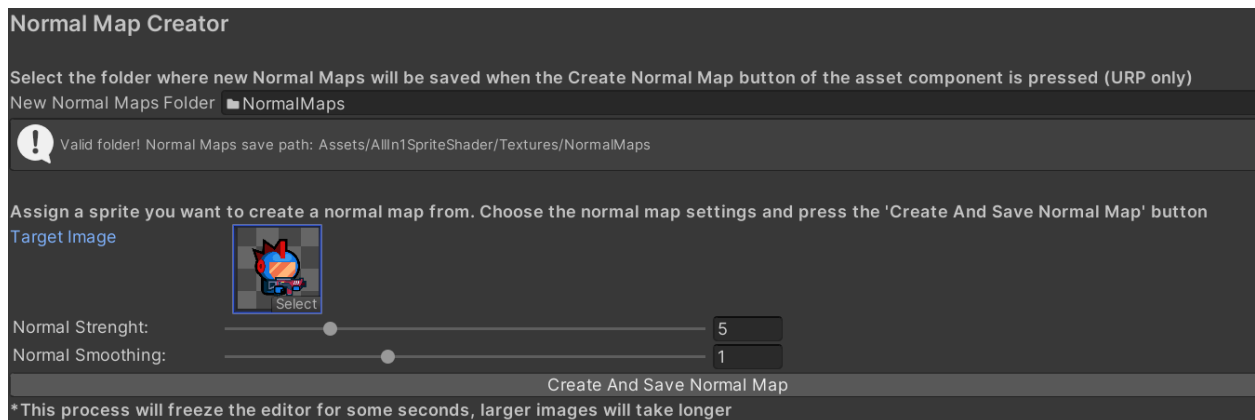 Normal Map Creator
Select the folder where new Normal Maps will be saved when the Create Normal Map button of the asset component is pressed (URP only)
New Normal Maps Folder NormalMaps
Valid folder! Normal Maps save path: Assets/AllIn1SpriteShader/Textures/NormalMaps
Assign a sprite you want to create a normal map from. Choose the normal map settings and press the 'Create And Save Normal Map' button
Target Image
Select
Normal Strenght: 5
Normal Smoothing: 1
Create And Save Normal Map
*This process will freeze the editor for some seconds, larger images will take longer